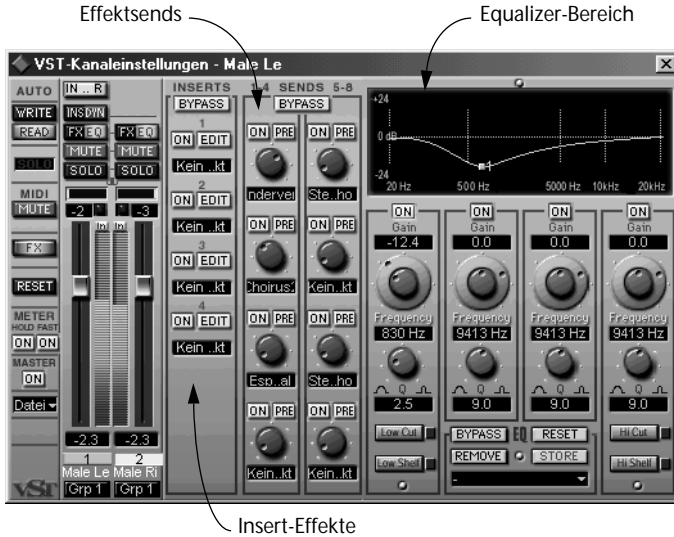 Effektsends
Equalizer-Bereich
VST-Kanaleinstellungen - Male Le
AUTO
WRITE
READ
SOLO
MIDI
MUTE
FX
RESET
METER
HOLD FAST
ON ON
MASTER
ON
Datei
VST
IN .. R
INS DYN
FX EQ FX EQ
MUTE MUTE
SOLO SOLO
-2 -3
In In
-2.3 -2.3
1 2
Male Le Male Ri
Grp 1 Grp 1
INSERTS
BYPASS
1
ON EDIT
Kein ..kt
2
ON EDIT
Kein ..kt
3
ON EDIT
Kein ..kt
4
ON EDIT
Kein ..kt
1-4 SENDS 5-8
BYPASS
ON PRE ON PRE
nderver Ste..ho
ON PRE ON PRE
Choirus2 Kein..kt
ON PRE ON PRE
Esp..al Ste..ho
ON PRE ON PRE
Kein..kt Kein..kt
+24
0 dB
-24
20 Hz 500 Hz 5000 Hz 10kHz 20kHz
ON ON ON ON
Gain Gain Gain Gain
-12.4 0.0 0.0 0.0
Frequency Frequency Frequency Frequency
830 Hz 9413 Hz 9413 Hz 9413 Hz
Q Q Q Q
2.5 9.0 9.0 9.0
Low Cut BYPASS EQ RESET Hi Cut
Low Shelf REMOVE STORE Hi Shelf
-
Insert-Effekte